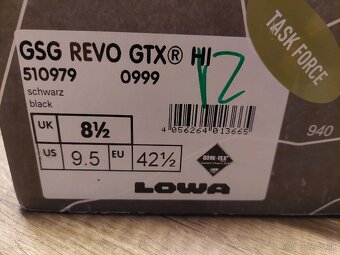 GSG REVO GTX® HI
510979 0999
schwarz
black
12
4 056264 013665
UK 8½
US 9.5 EU 42½
GORE-TEX
LOWA
TASK FORCE
940